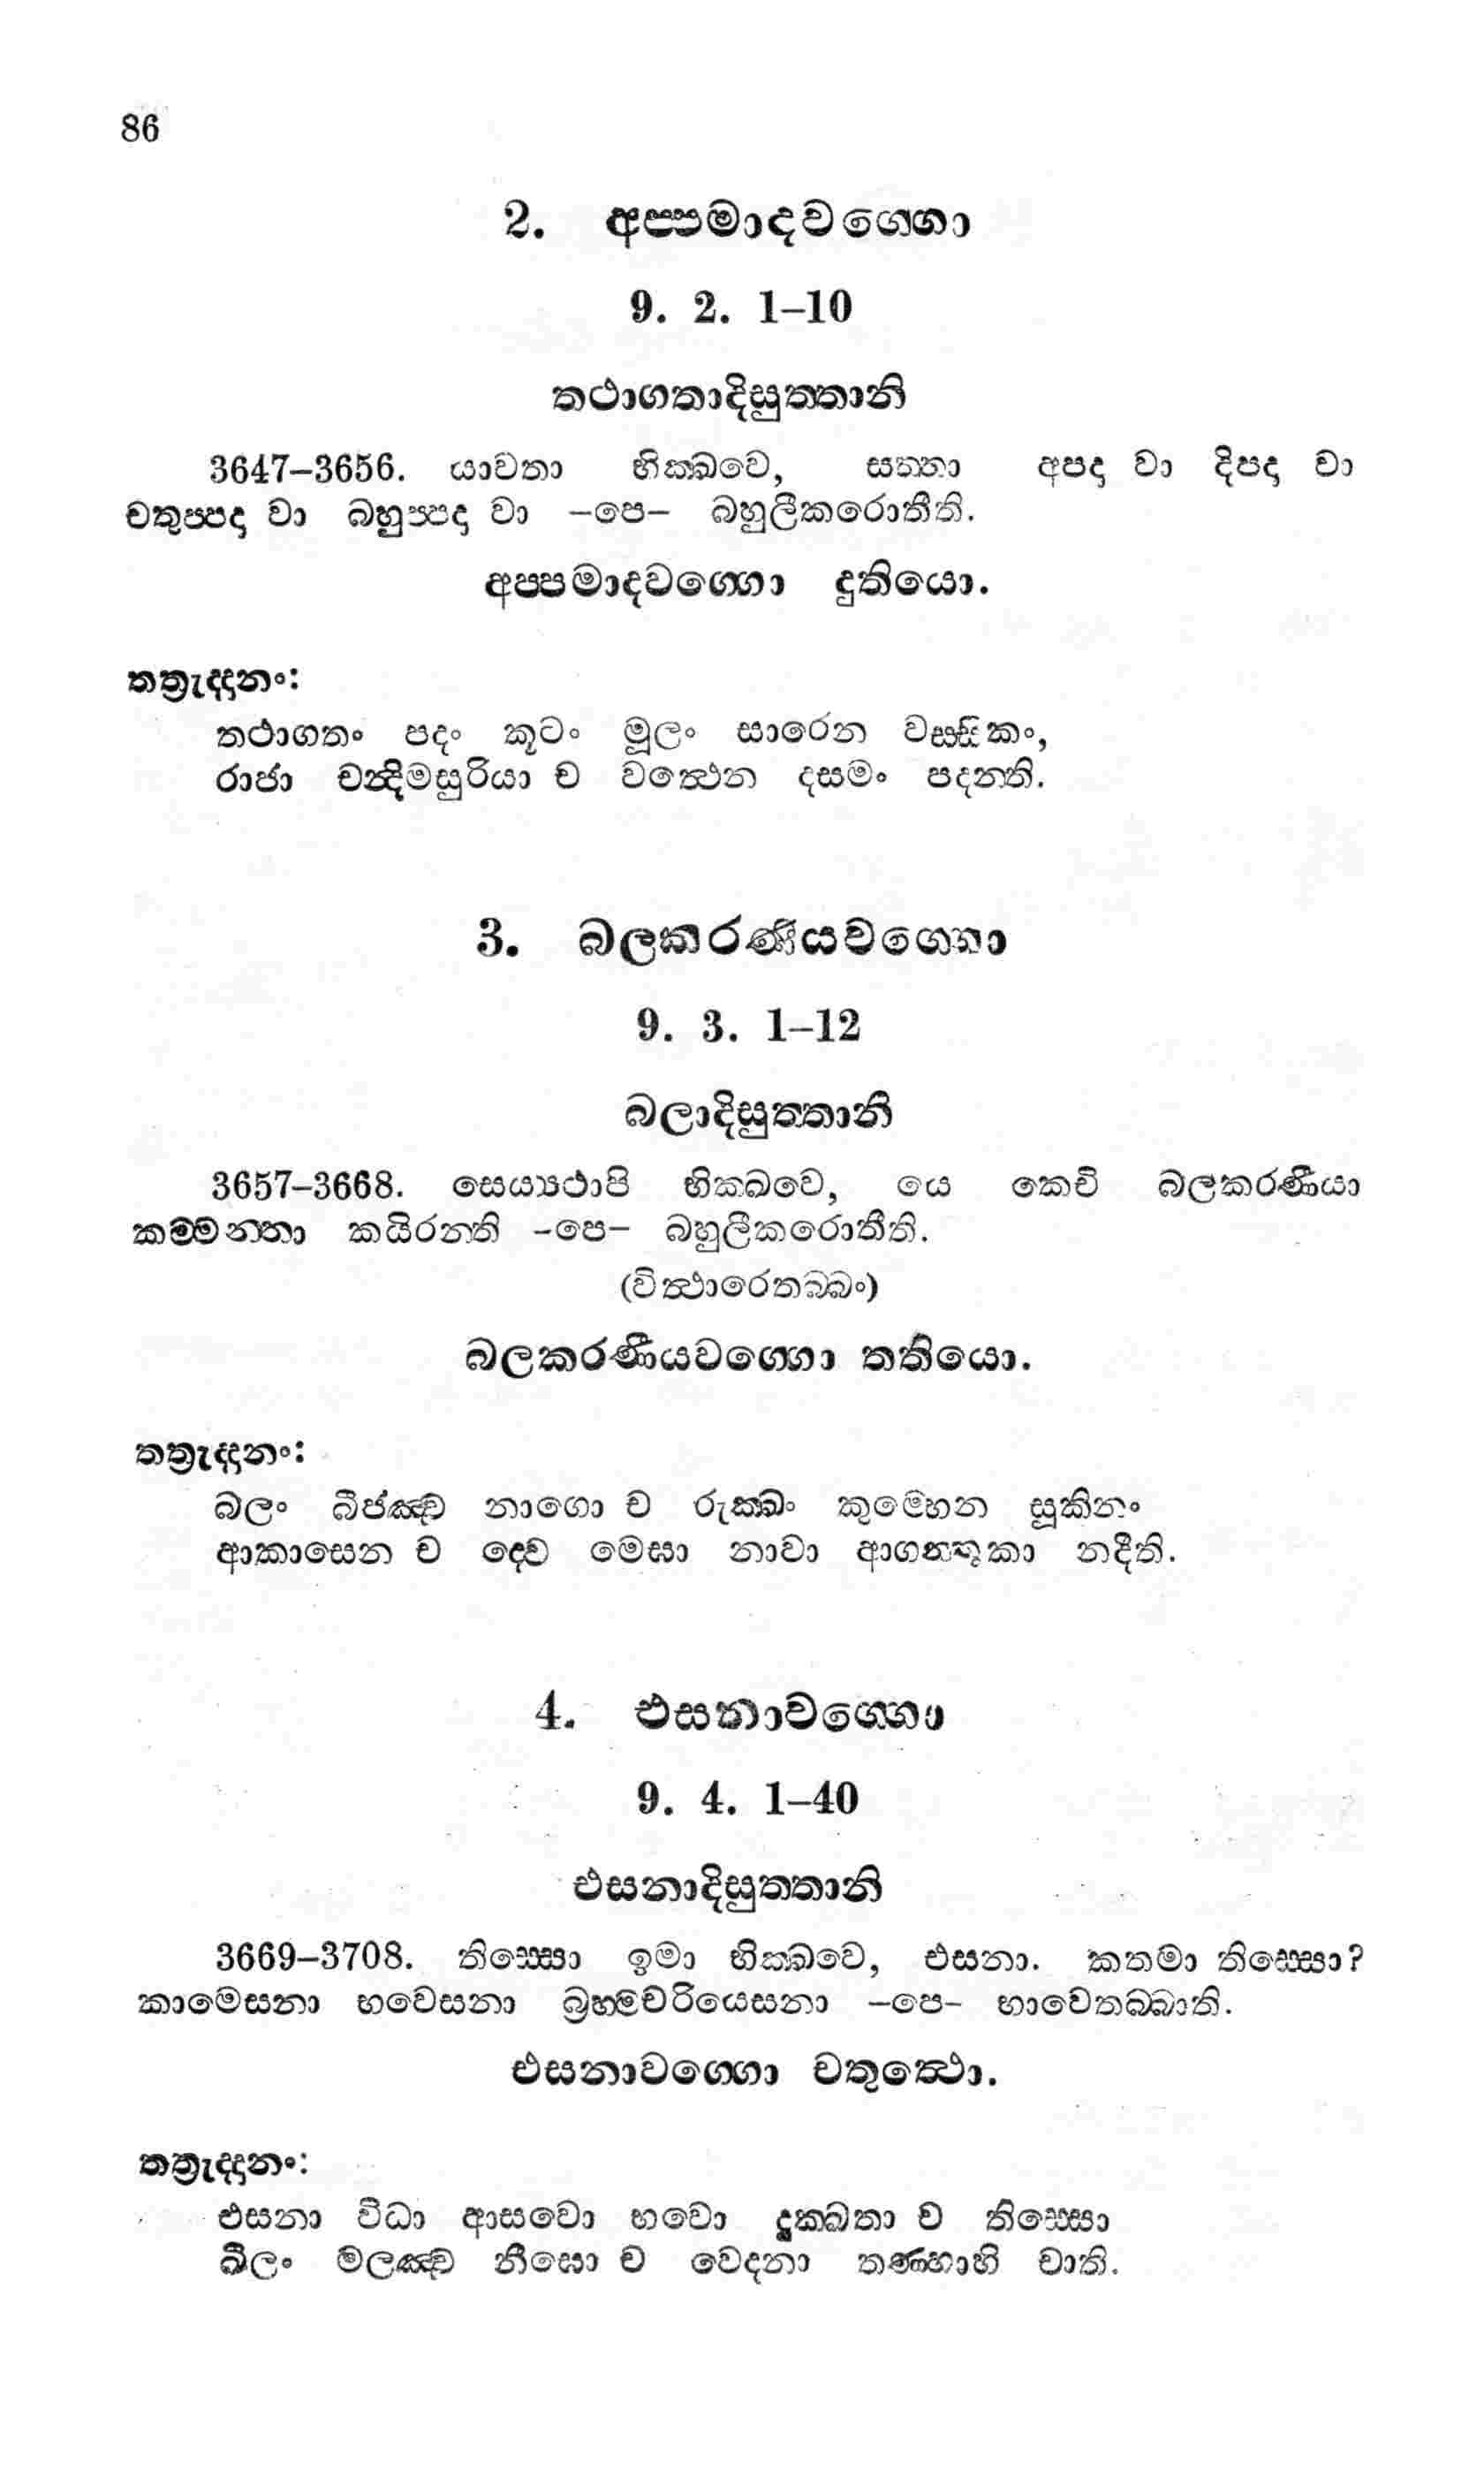 86
2. අප්පමාදවග්ගො
9. 2. 1–10
තථාගතාදිසුත්තානි
3647–3656. යාවතා භික්ඛවෙ, සත්තා අපදා වා දිපදා වා
චතුප්පදා වා බහුප්පදා වා –පෙ– බහුලීකරොතීති.
අප්පමාදවග්ගො දුතියො.
තත්‍රුද්දානං:
තථාගතං පදං කූටං මූලං සාරෙන වස්සිකං,
රාජා චන්දිමසුරියා ච වත්ථෙන දසමං පදන්ති.
3. බලකරණීයවග්ගො
9. 3. 1–12
බලාදිසුත්තානි
3657–3668. සෙය්‍යථාපි භික්ඛවෙ, යෙ කෙචි බලකරණීයා
කම්මන්තා කයිරන්ති –පෙ– බහුලීකරොතීති.
(විත්ථාරෙතබ්බං)
බලකරණීයවග්ගො තතියො.
තත්‍රුද්දානං:
බලං බීජඤ්ච නාගො ච රුක්ඛං කුම්භෙන සූකිනං
ආකාසෙන ච ද්වෙ මෙඝා නාවා ආගන්තුකා නදීති.
4. එසනාවග්ගො
9. 4. 1–40
එසනාදිසුත්තානි
3669–3708. තිස්සො ඉමා භික්ඛවෙ, එසනා. කතමා තිස්සො?
කාමෙසනා භවෙසනා බ්‍රහ්මචරියෙසනා –පෙ– භාවෙතබ්බාති.
එසනාවග්ගො චතුත්ථො.
තත්‍රුද්දානං:
එසනා විධා ආසවො භවො දුක්ඛතා ච තිස්සො
ඛීලං මලඤ්ච නීඝො ච වෙදනා තණ්හාහි චාති.